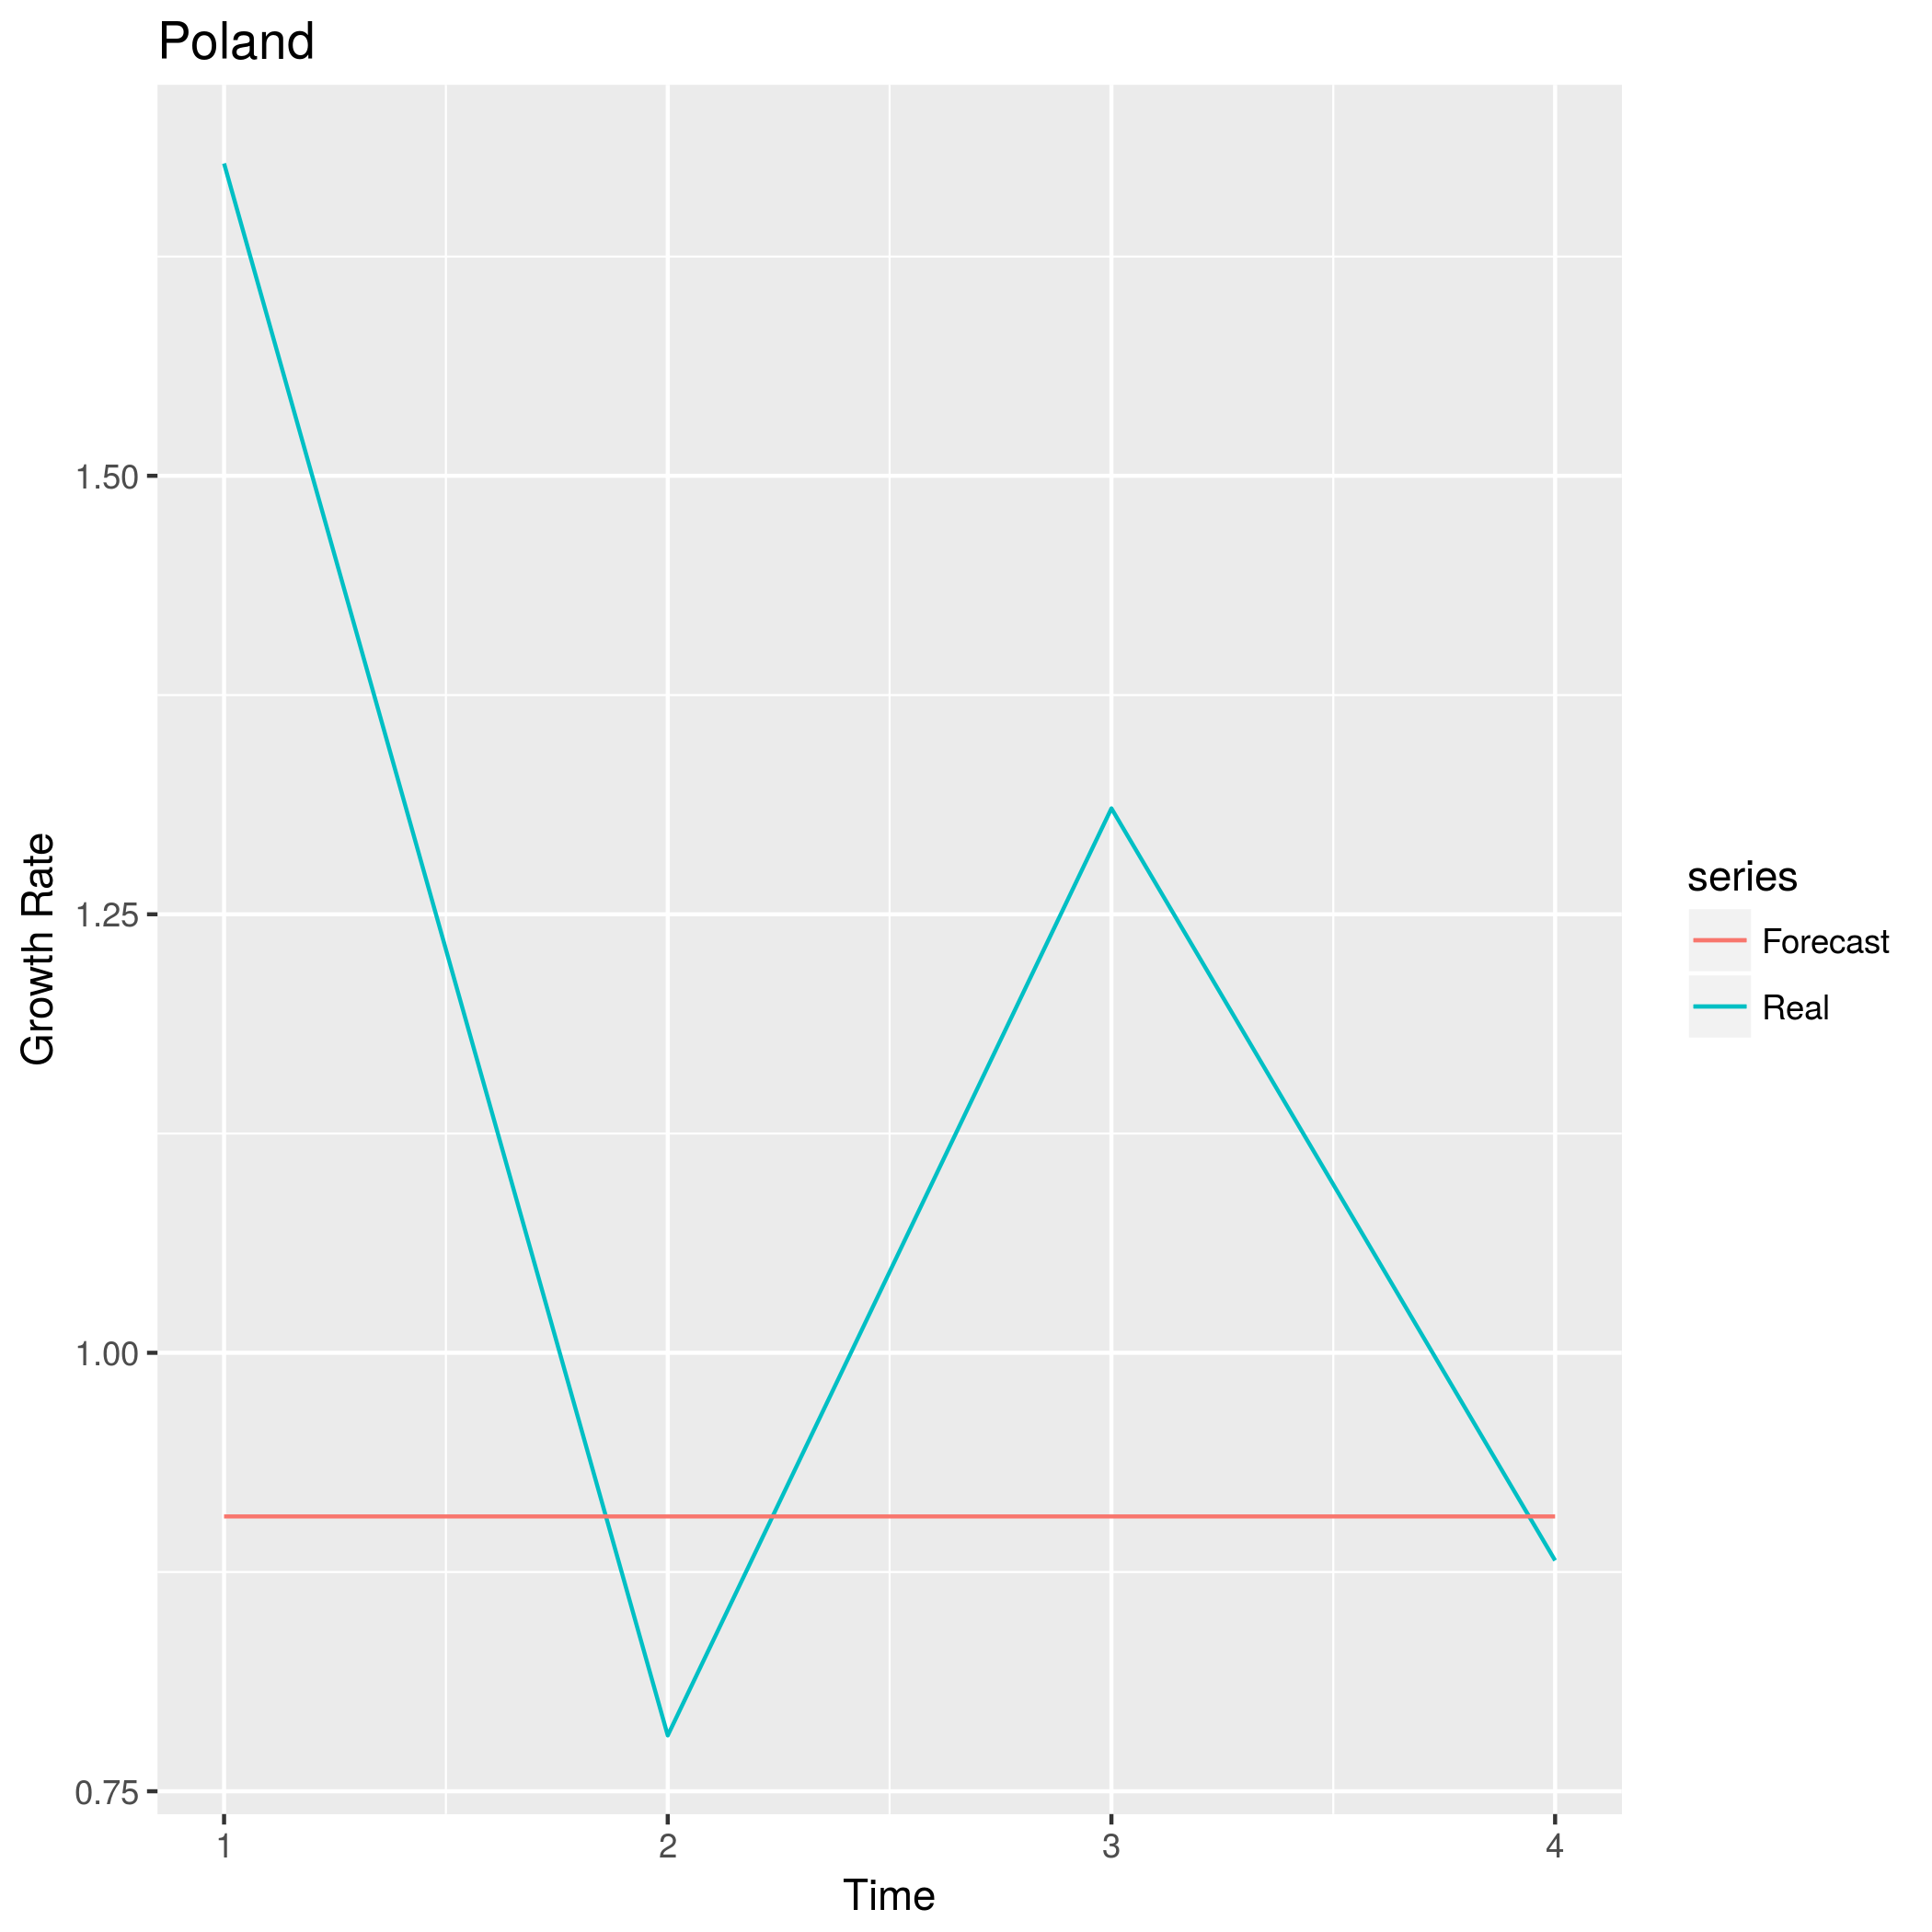 Poland
Growth Rate
1.50
1.25
1.00
0.75
1
2
3
4
Time
series
Forecast
Real